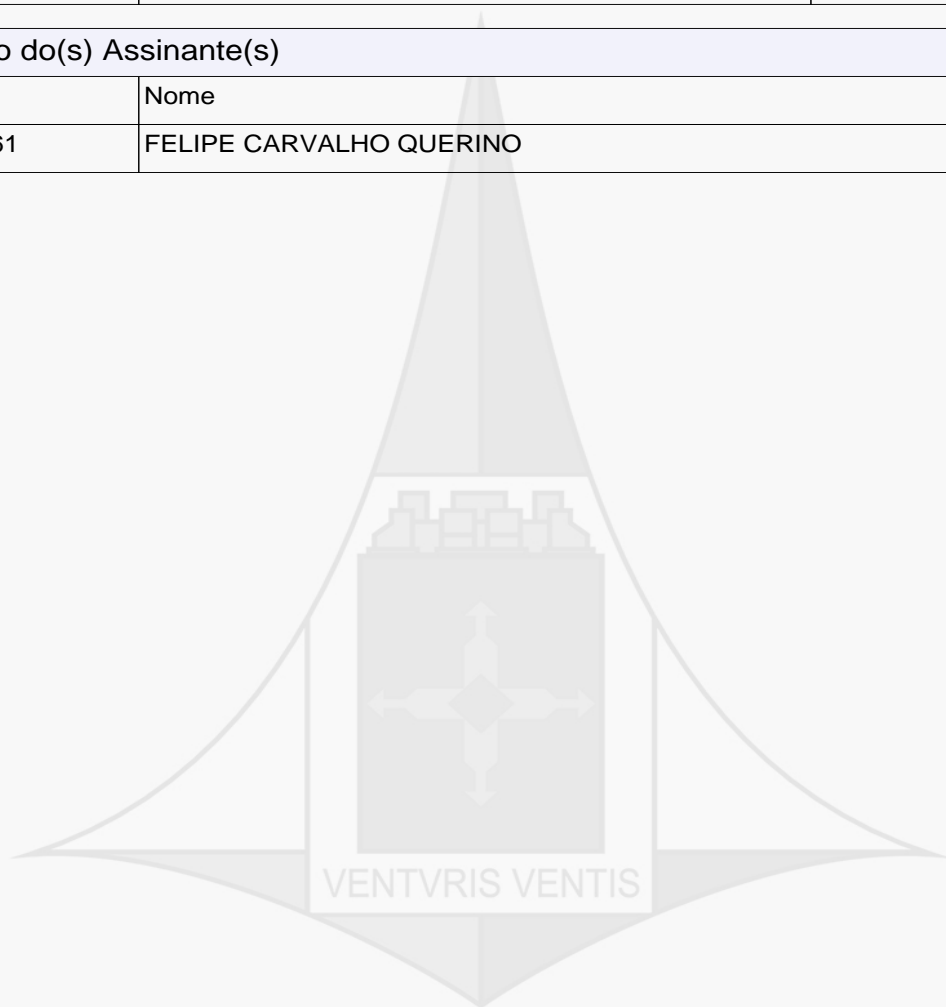 o do(s) Assinante(s)
Nome
61 FELIPE CARVALHO QUERINO
VENTVRIS VENTIS